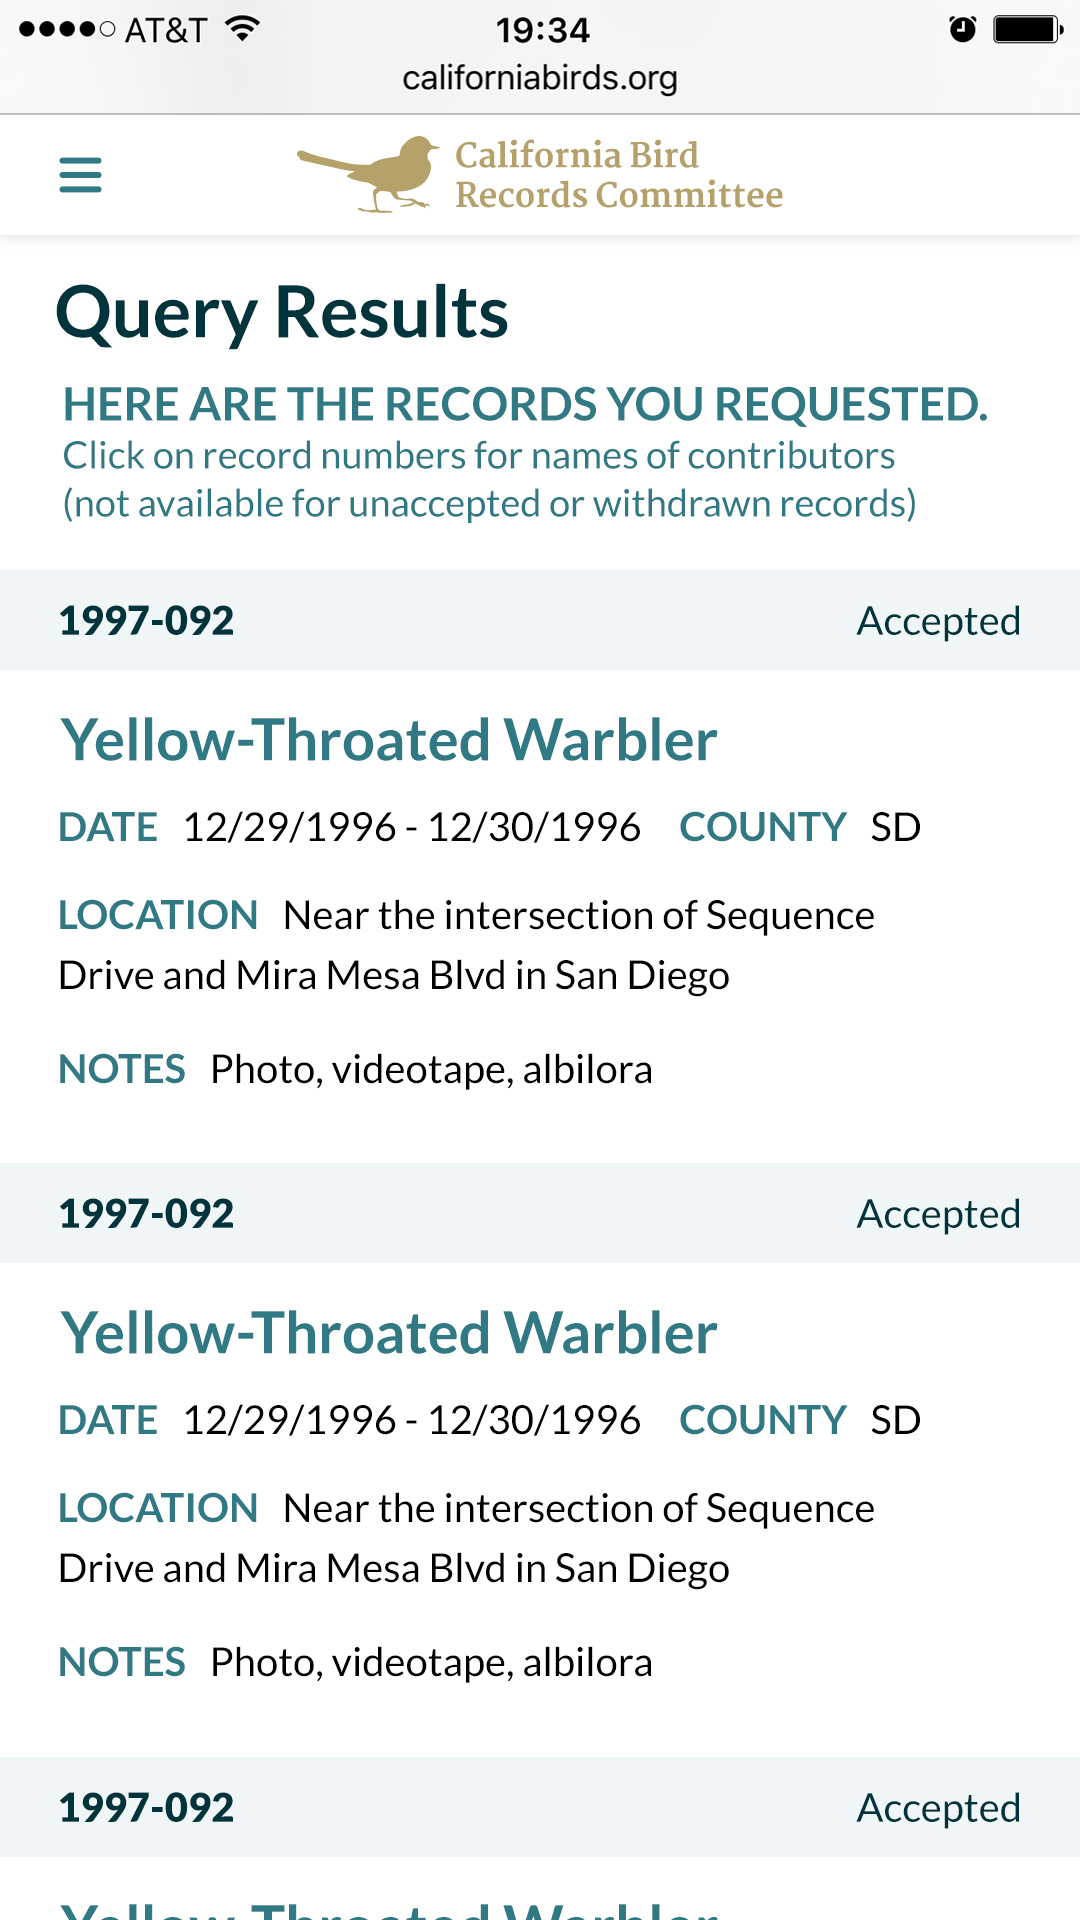 AT&T 19:34
californiabirds.org
California Bird
Records Committee
Query Results
HERE ARE THE RECORDS YOU REQUESTED.
Click on record numbers for names of contributors
(not available for unaccepted or withdrawn records)
1997-092 Accepted
Yellow-Throated Warbler
DATE 12/29/1996 - 12/30/1996 COUNTY SD
LOCATION Near the intersection of Sequence
Drive and Mira Mesa Blvd in San Diego
NOTES Photo, videotape, albilora
1997-092 Accepted
Yellow-Throated Warbler
DATE 12/29/1996 - 12/30/1996 COUNTY SD
LOCATION Near the intersection of Sequence
Drive and Mira Mesa Blvd in San Diego
NOTES Photo, videotape, albilora
1997-092 Accepted
Yellow-Throated Warbler